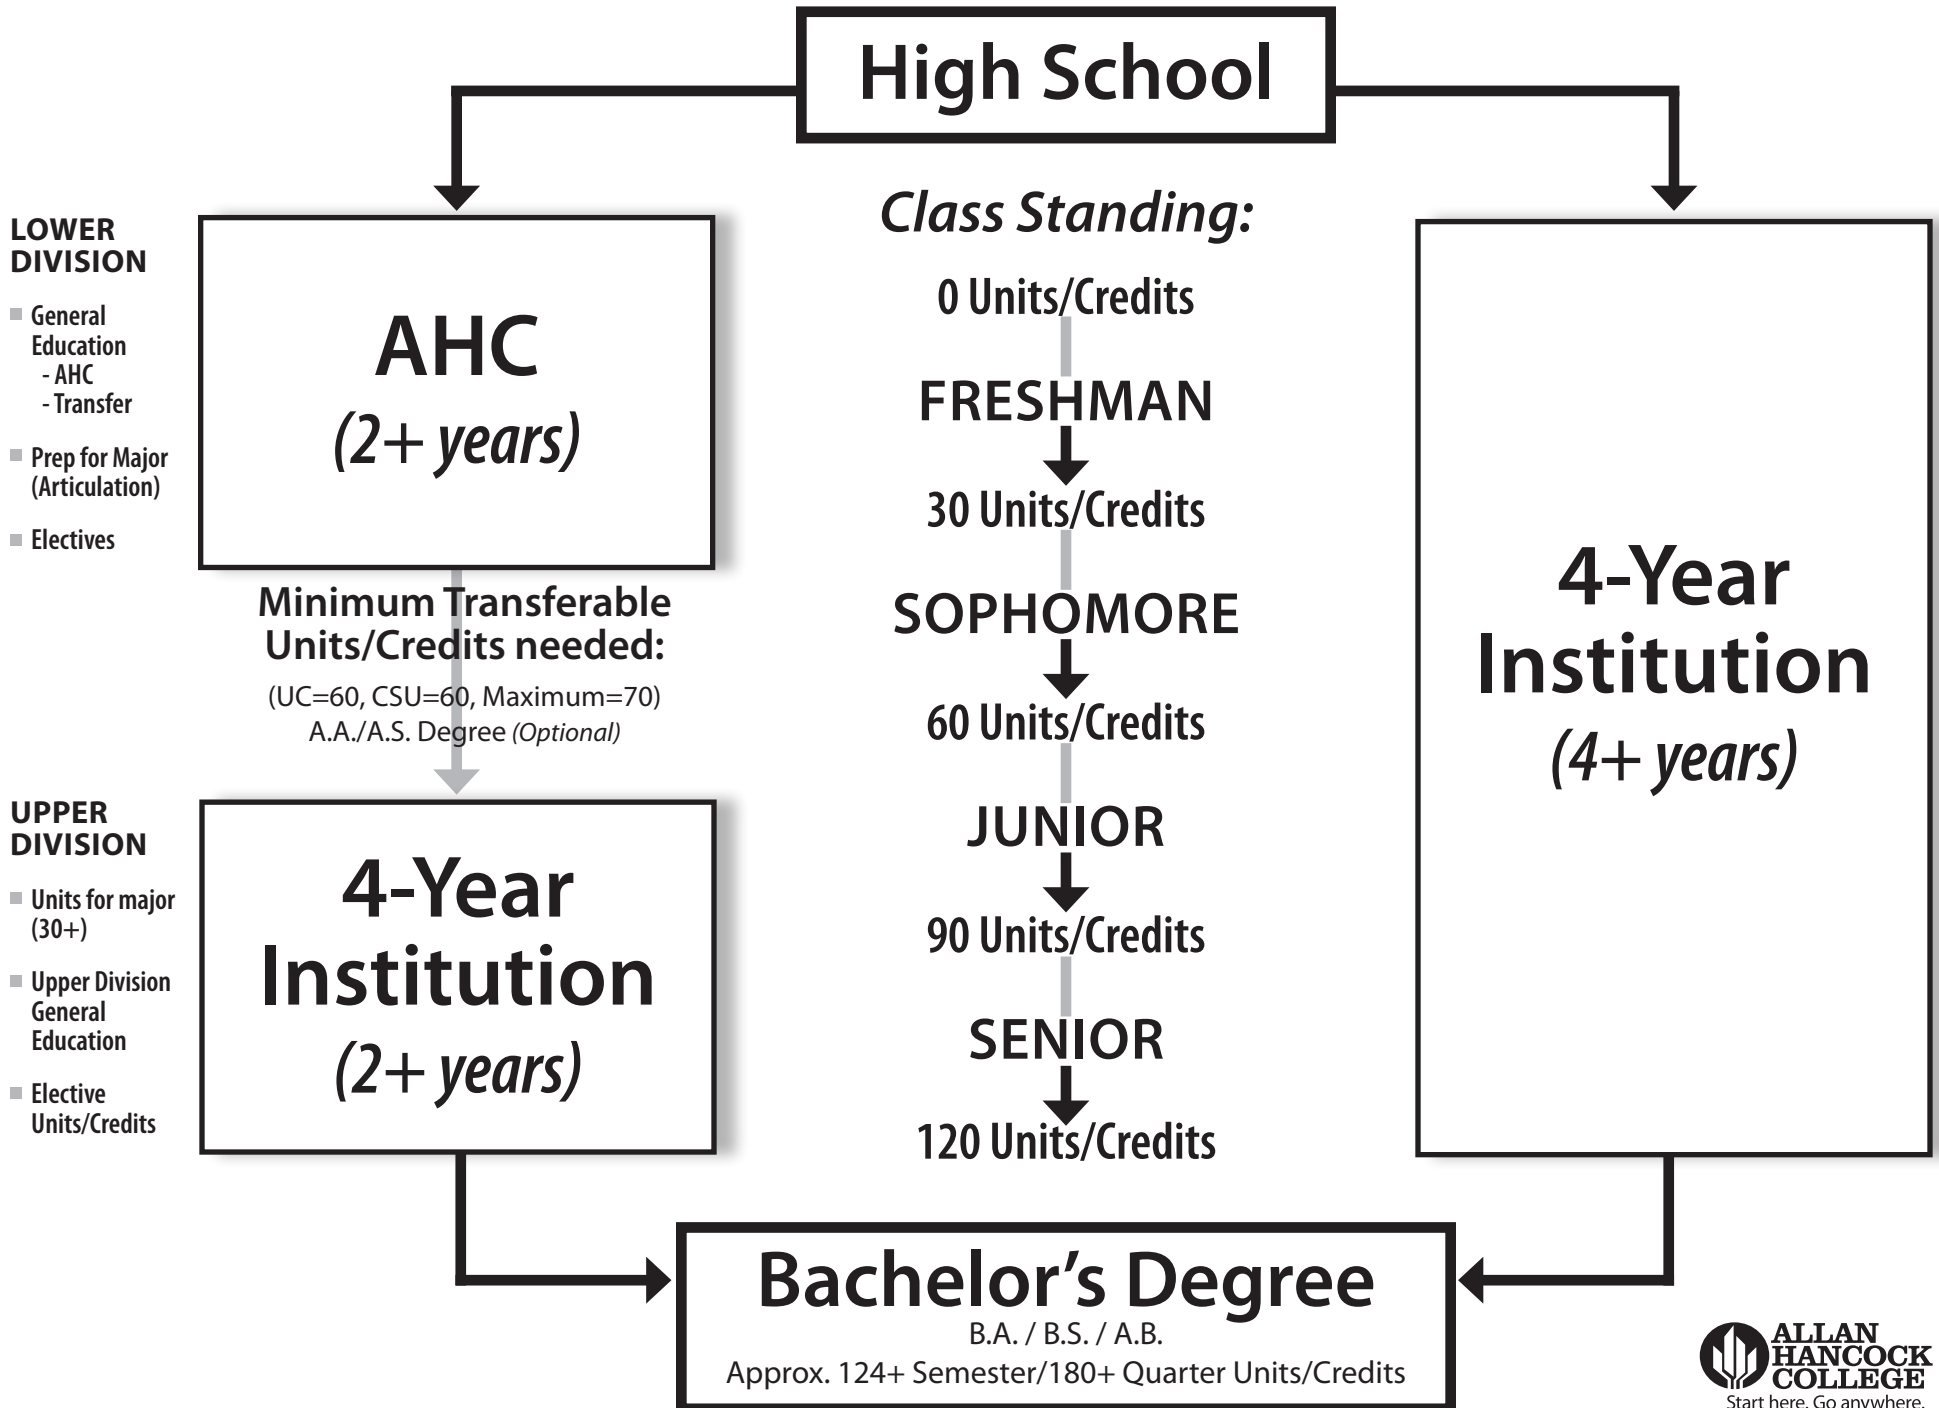 High School
LOWER
DIVISION
■ General
Education
- AHC
- Transfer
■ Prep for Major
(Articulation)
■ Electives
AHC
(2+ years)
Minimum Transferable
Units/Credits needed:
(UC=60, CSU=60, Maximum=70)
A.A./A.S. Degree (Optional)
UPPER
DIVISION
■ Units for major
(30+)
■ Upper Division
General
Education
■ Elective
Units/Credits
4-Year
Institution
(2+ years)
Class Standing:
0 Units/Credits
FRESHMAN
30 Units/Credits
SOPHOMORE
60 Units/Credits
JUNIOR
90 Units/Credits
SENIOR
120 Units/Credits
4-Year
Institution
(4+ years)
Bachelor’s Degree
B.A. / B.S. / A.B.
Approx. 124+ Semester/180+ Quarter Units/Credits
ALLAN
HANCOCK
COLLEGE
Start here. Go anywhere.